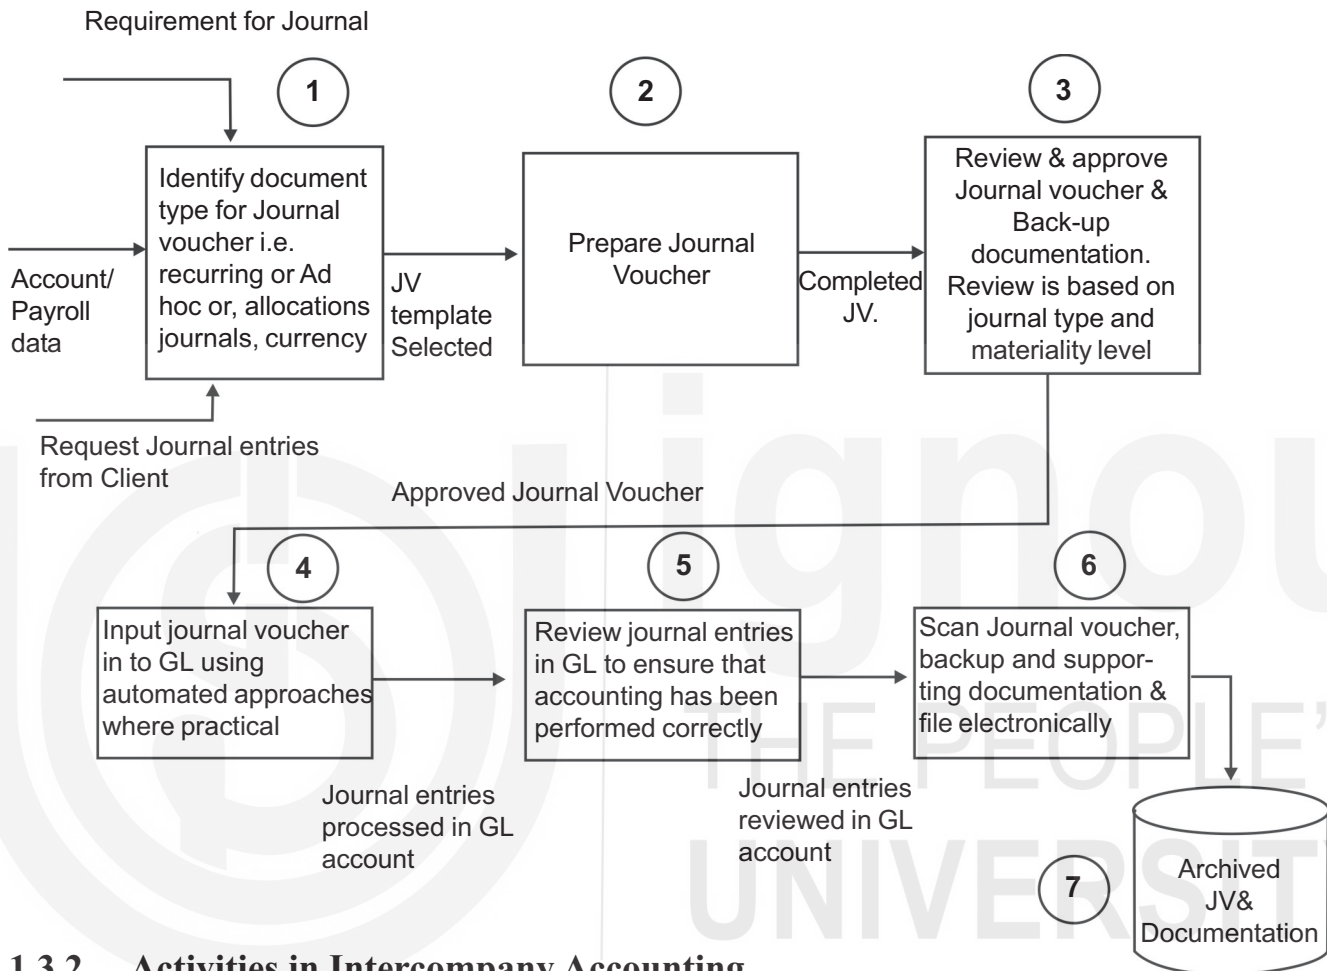 Requirement for Journal
1
2
3
Identify document
type for Journal
voucher i.e.
recurring or Ad
hoc or, allocations
journals, currency
Account/
Payroll
data
JV
template
Selected
Prepare Journal
Voucher
Completed
JV.
Review & approve
Journal voucher &
Back-up
documentation.
Review is based on
journal type and
materiality level
Request Journal entries
from Client
Approved Journal Voucher
4
5
6
Input journal voucher
in to GL using
automated approaches
where practical
Review journal entries
in GL to ensure that
accounting has been
performed correctly
Scan Journal voucher,
backup and suppor-
ting documentation &
file electronically
Journal entries
processed in GL
account
Journal entries
reviewed in GL
account
7
Archived
JV&
Documentation
1.3.2 Activities in Intercompany Accounting
ignou
THE PEOPLE'
UNIVERSITY